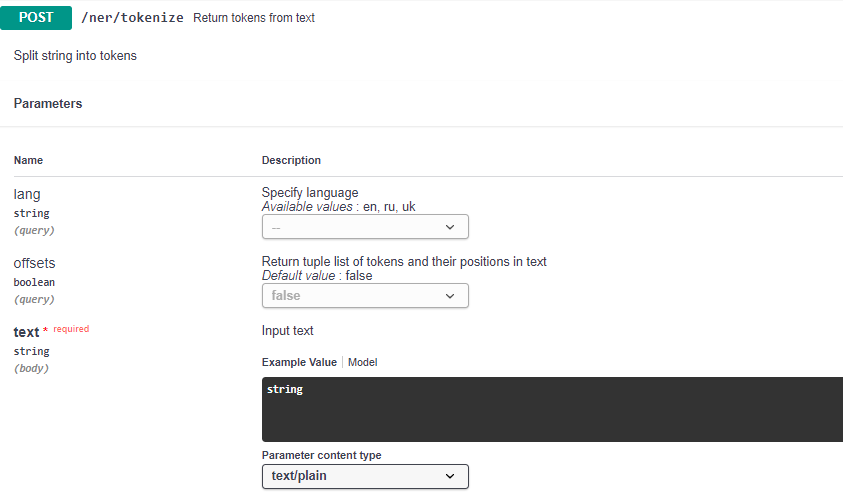 POST /ner/tokenize Return tokens from text
Split string into tokens
Parameters
Name Description
lang Specify language
string Available values : en, ru, uk
(query) --
offsets Return tuple list of tokens and their positions in text
boolean Default value : false
(query) false
text * required Input text
string
(body) Example Value Model
string
Parameter content type
text/plain